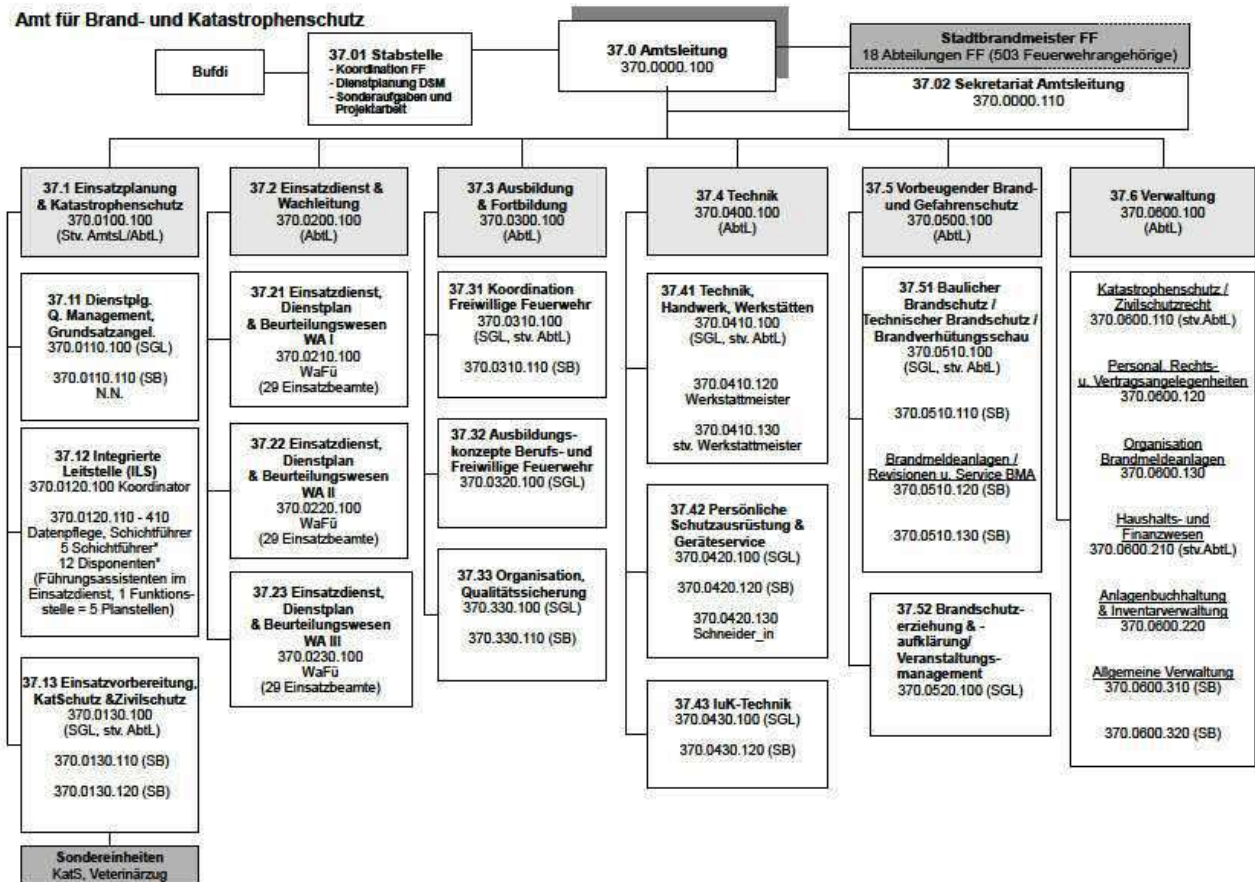 Amt für Brand- und Katastrophenschutz
Bufdi
37.01 Stabstelle
- Koordination FF
- Dienstplanung DSM
- Sonderaufgaben und
Projektarbeit
37.0 Amtsleitung
370.0000.100
Stadtbrandmeister FF
18 Abteilungen FF (503 Feuerwehrangehörige)
37.02 Sekretariat Amtsleitung
370.0000.110
37.1 Einsatzplanung
& Katastrophenschutz
370.0100.100
(Stv. AmtsL/AbtL)
37.11 Dienstplg.
Q. Management,
Grundsatzangel.
370.0110.100 (SGL)
370.0110.110 (SB)
N.N.
37.12 Integrierte
Leitstelle (ILS)
370.0120.100 Koordinator
370.0120.110 - 410
Datenpflege, Schichtführer
5 Schichtführer*
12 Disponenten*
(Führungsassistenten im
Einsatzdienst, 1 Funktions-
stelle = 5 Planstellen)
37.13 Einsatzvorbereitung,
KatSchutz &Zivilschutz
370.0130.100
(SGL, stv. AbtL)
370.0130.110 (SB)
370.0130.120 (SB)
Sondereinheiten
KatS, Veterinärzug
37.2 Einsatzdienst &
Wachleitung
370.0200.100
(AbtL)
37.21 Einsatzdienst,
Dienstplan
& Beurteilungswesen
WA I
370.0210.100
WaFü
(29 Einsatzbeamte)
37.22 Einsatzdienst,
Dienstplan
& Beurteilungswesen
WA II
370.0220.100
WaFü
(29 Einsatzbeamte)
37.23 Einsatzdienst,
Dienstplan
& Beurteilungswesen
WA III
370.0230.100
WaFü
(29 Einsatzbeamte)
37.3 Ausbildung
& Fortbildung
370.0300.100
(AbtL)
37.31 Koordination
Freiwillige Feuerwehr
370.0310.100
(SGL, stv. AbtL)
370.0310.110 (SB)
37.32 Ausbildungs-
konzepte Berufs- und
Freiwillige Feuerwehr
370.0320.100 (SGL)
37.33 Organisation,
Qualitätssicherung
370.330.100 (SGL)
370.330.110 (SB)
37.4 Technik
370.0400.100
(AbtL)
37.41 Technik,
Handwerk, Werkstätten
370.0410.100
(SGL, stv. AbtL)
370.0410.120
Werkstattmeister
370.0410.130
stv. Werkstattmeister
37.42 Persönliche
Schutzausrüstung &
Geräteservice
370.0420.100 (SGL)
370.0420.120 (SB)
370.0420.130
Schneider_in
37.43 IuK-Technik
370.0430.100 (SGL)
370.0430.120 (SB)
37.5 Vorbeugender Brand-
und Gefahrenschutz
370.0500.100
(AbtL)
37.51 Baulicher
Brandschutz /
Technischer Brandschutz /
Brandverhütungsschau
370.0510.100
(SGL, stv. AbtL)
370.0510.110 (SB)
Brandmeldeanlagen /
Revisionen u. Service BMA
370.0510.120 (SB)
370.0510.130 (SB)
37.52 Brandschutz-
erziehung & -
aufklärung/
Veranstaltungs-
management
370.0520.100 (SGL)
37.6 Verwaltung
370.0600.100
(AbtL)
Katastrophenschutz /
Zivilschutzrecht
370.0600.110 (stv.AbtL)
Personal, Rechts-
u. Vertragsangelegenheiten
370.0600.120
Organisation
Brandmeldeanlagen
370.0600.130
Haushalts- und
Finanzwesen
370.0600.210 (stv.AbtL)
Anlagenbuchhaltung
& Inventarverwaltung
370.0600.220
Allgemeine Verwaltung
370.0600.310 (SB)
370.0600.320 (SB)